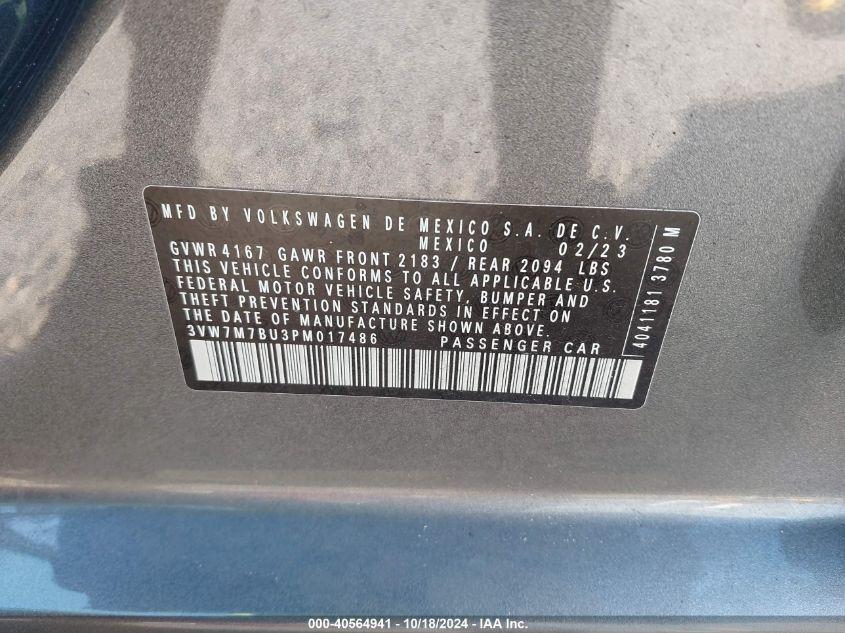 MFD BY VOLKSWAGEN DE MEXICO S.A. DE C.V.
MEXICO 02/23
GVWR 4167 GAWR FRONT 2183 / REAR 2094 LBS
THIS VEHICLE CONFORMS TO ALL APPLICABLE U.S.
FEDERAL MOTOR VEHICLE SAFETY, BUMPER AND
THEFT PREVENTION STANDARDS IN EFFECT ON
THE DATE OF MANUFACTURE SHOWN ABOVE.
3VW7M7BU3PM017486 PASSENGER CAR
4041181 3780 M
000-40564941 - 10/18/2024 - IAA Inc.